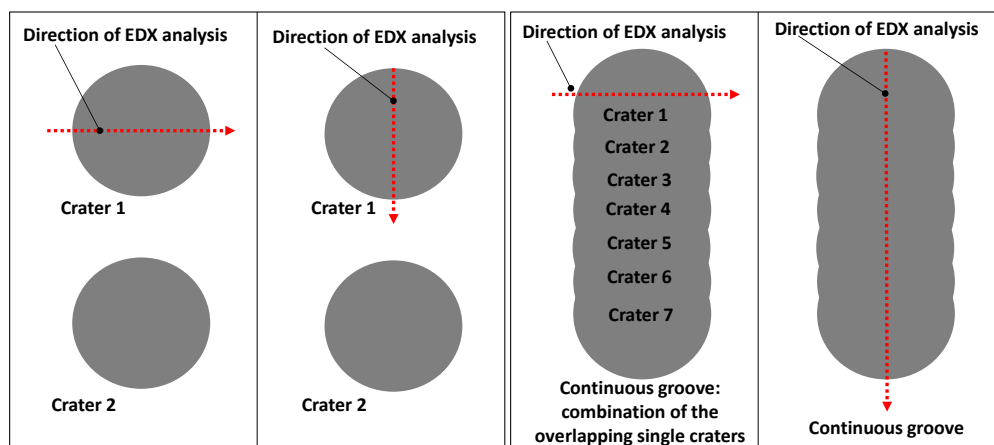 Direction of EDX analysis
Crater 1
Crater 2
Direction of EDX analysis
Crater 1
Crater 2
Direction of EDX analysis
Crater 1
Crater 2
Crater 3
Crater 4
Crater 5
Crater 6
Crater 7
Continuous groove:
combination of the
overlapping single craters
Direction of EDX analysis
Continuous groove